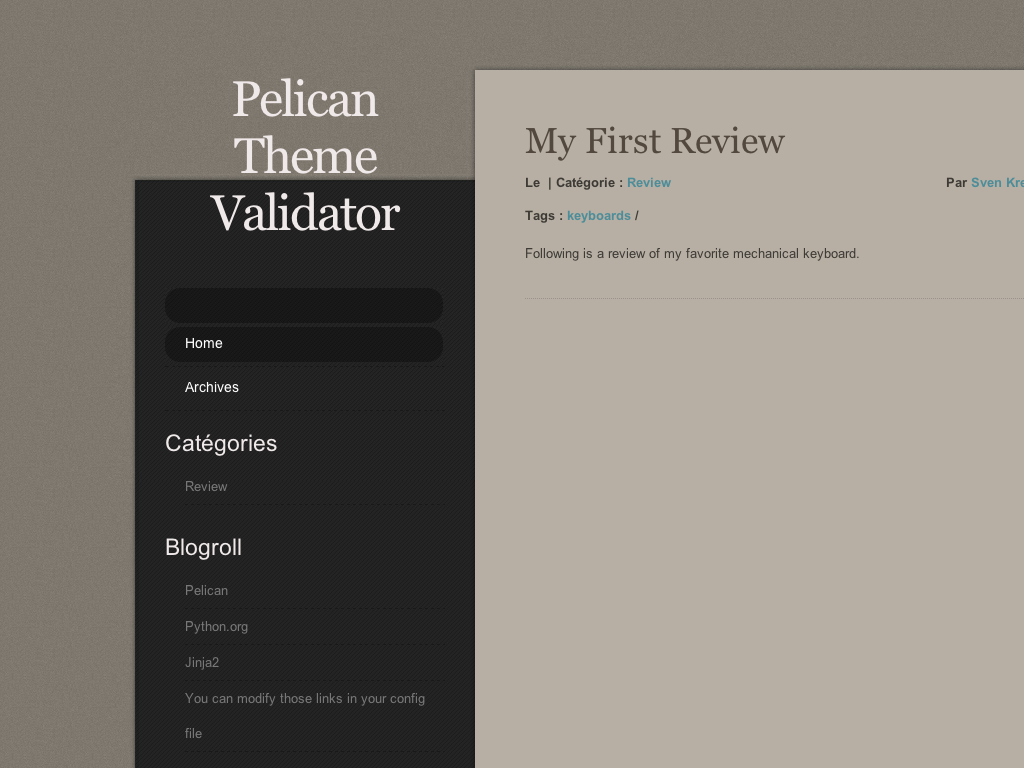 Pelican
Theme
Validator
Home
Archives
Catégories
Review
Blogroll
Pelican
Python.org
Jinja2
You can modify those links in your config
file
My First Review
Le | Catégorie : Review
Par Sven Kre
Tags : keyboards /
Following is a review of my favorite mechanical keyboard.